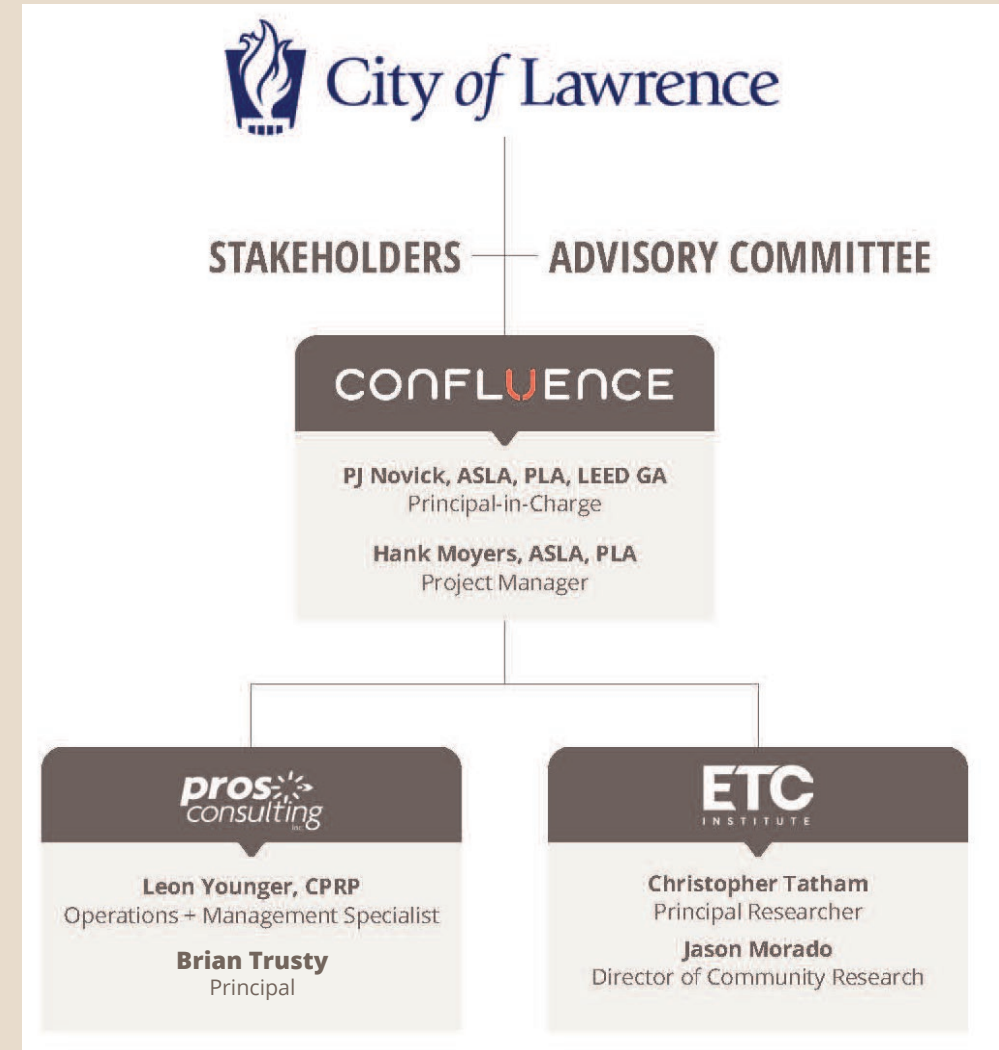 City of Lawrence
STAKEHOLDERS
ADVISORY COMMITTEE
CONFLUENCE
PJ Novick, ASLA, PLA, LEED GA
Principal-in-Charge
Hank Moyers, ASLA, PLA
Project Manager
pros
consulting
inc.
Leon Younger, CPRP
Operations + Management Specialist
Brian Trusty
Principal
ETC
INSTITUTE
Christopher Tatham
Principal Researcher
Jason Morado
Director of Community Research